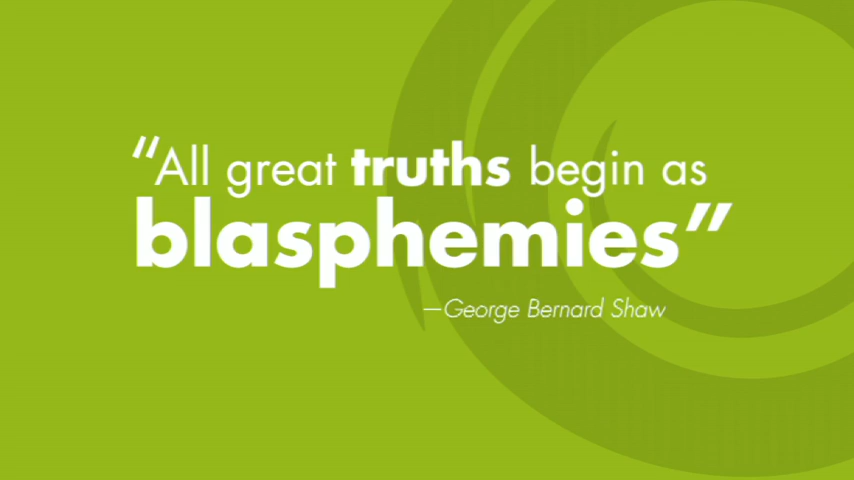 “All great truths begin as
blasphemies”
—George Bernard Shaw